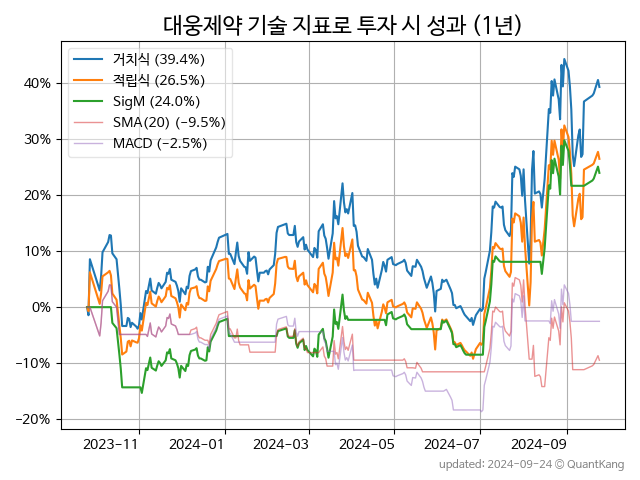 대웅제약 기술 지표로 투자 시 성과 (1년)
거치식 (39.4%)
적립식 (26.5%)
SigM (24.0%)
SMA(20) (−9.5%)
MACD (−2.5%)
40%
30%
20%
10%
0%
−10%
−20%
2023−11 2024−01 2024−03 2024−05 2024−07 2024−09
updated: 2024−09−24 © QuantKang